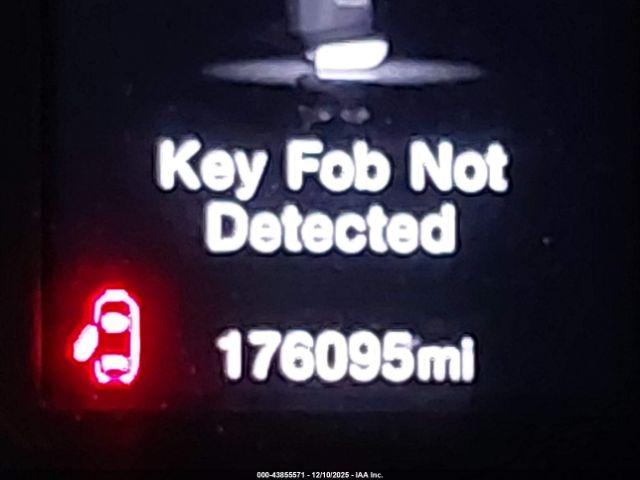 Key Fob Not
Detected
176095mi
000-43855571 - 12/10/2025 - IAA Inc.